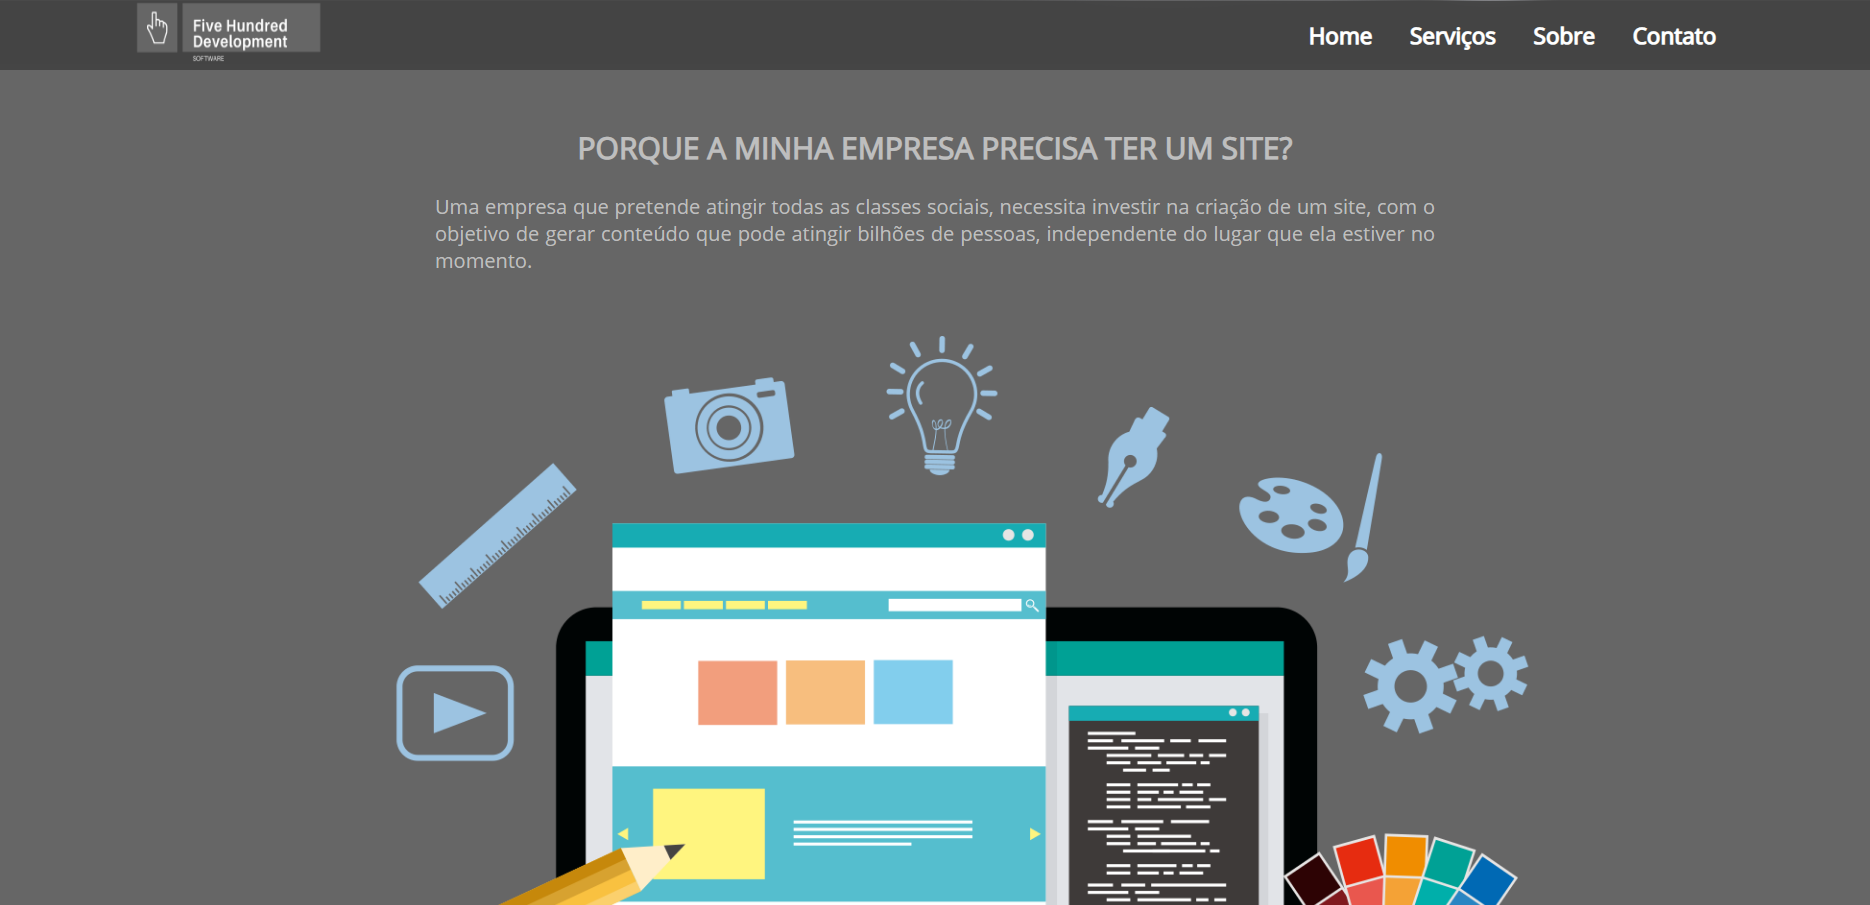 Five Hundred
Development
SOFTWARE
Home Serviços Sobre Contato
PORQUE A MINHA EMPRESA PRECISA TER UM SITE?
Uma empresa que pretende atingir todas as classes sociais, necessita investir na criação de um site, com o
objetivo de gerar conteúdo que pode atingir bilhões de pessoas, independente do lugar que ela estiver no
momento.